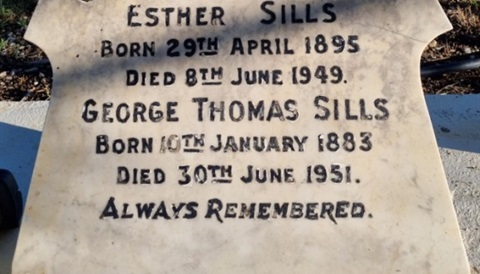 Esther Sills
Born 29th April 1895
Died 8th June 1949.
George Thomas Sills
Born 10th January 1883
Died 30th June 1951.
Always Remembered.